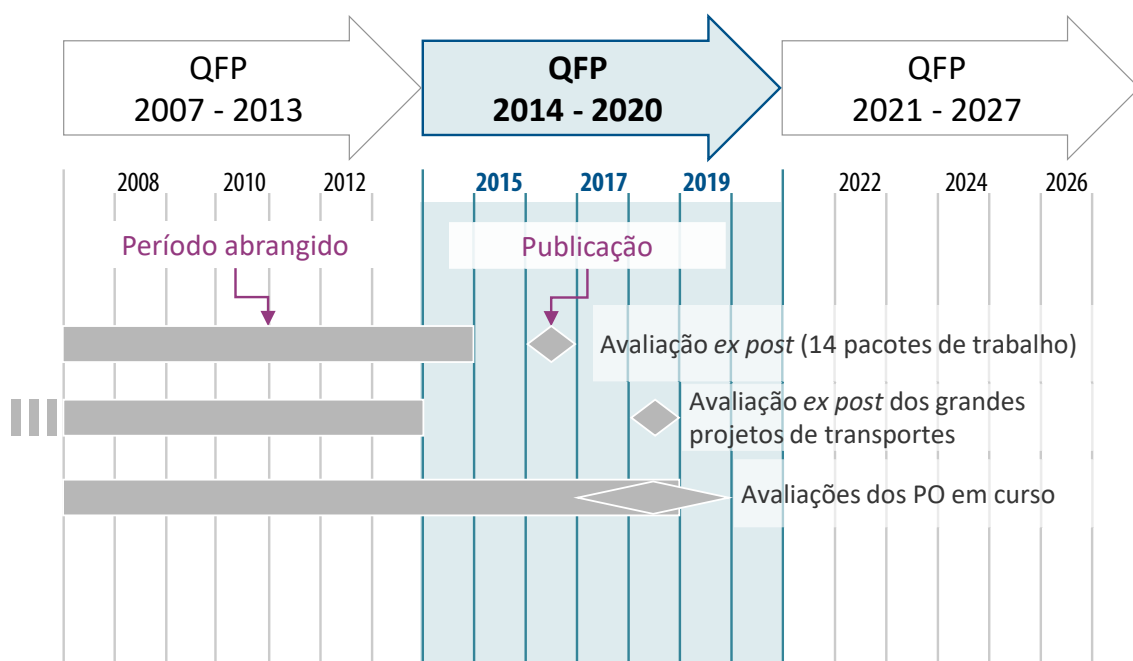 QFP
2007 - 2013
QFP
2014 - 2020
QFP
2021 - 2027
2008 2010 2012 2015 2017 2019 2022 2024 2026
Período abrangido
Publicação
Avaliação ex post (14 pacotes de trabalho)
Avaliação ex post dos grandes
projetos de transportes
Avaliações dos PO em curso